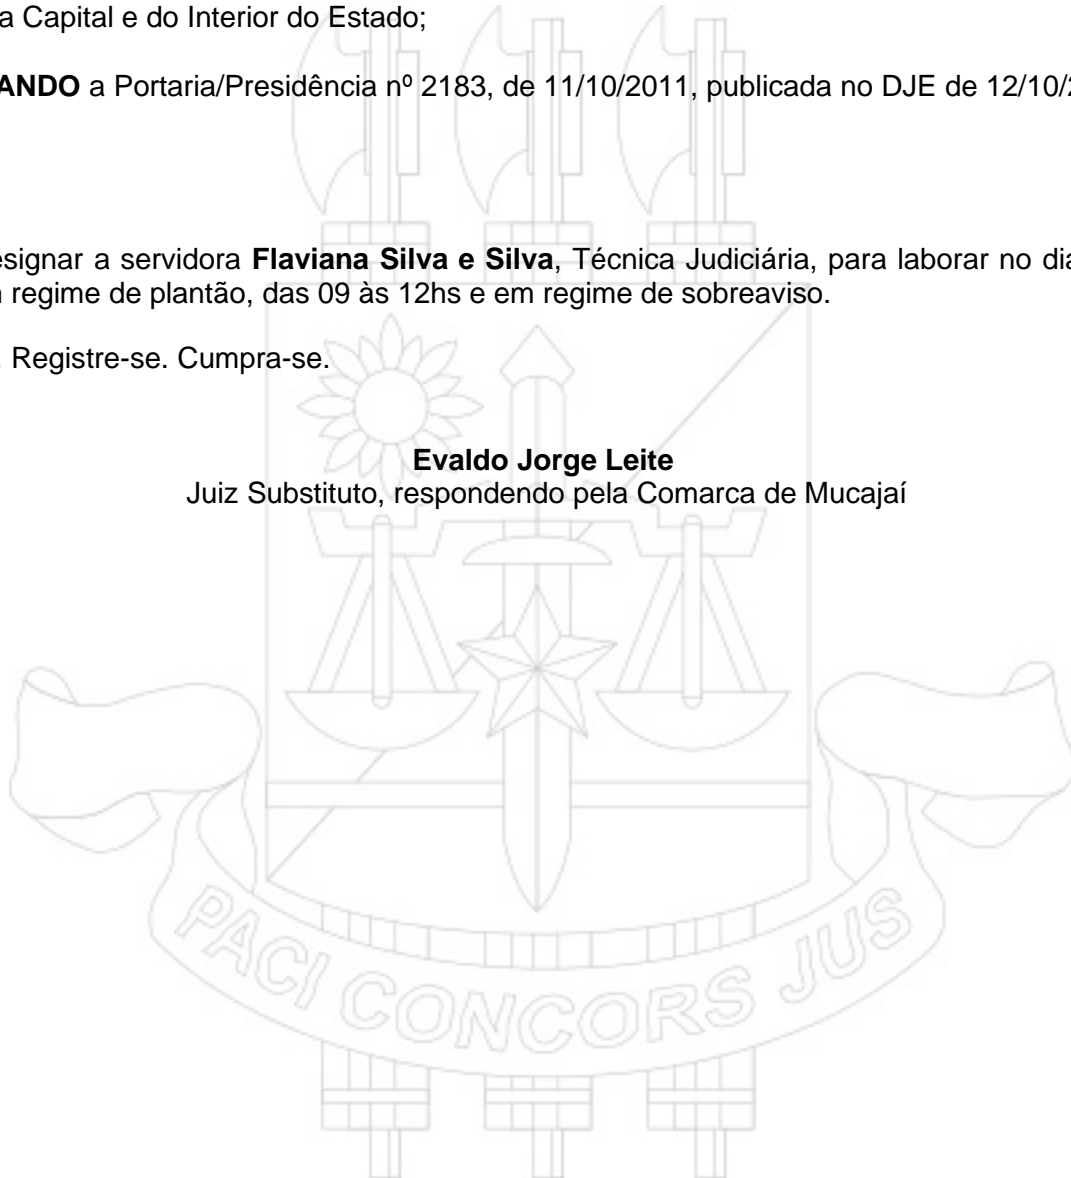 a Capital e do Interior do Estado;
ANDO a Portaria/Presidência nº 2183, de 11/10/2011, publicada no DJE de 12/10/2
esignar a servidora Flaviana Silva e Silva, Técnica Judiciária, para laborar no dia
regime de plantão, das 09 às 12hs e em regime de sobreaviso.
. Registre-se. Cumpra-se.
Evaldo Jorge Leite
Juiz Substituto, respondendo pela Comarca de Mucajaí
PACI CONCORS JUS